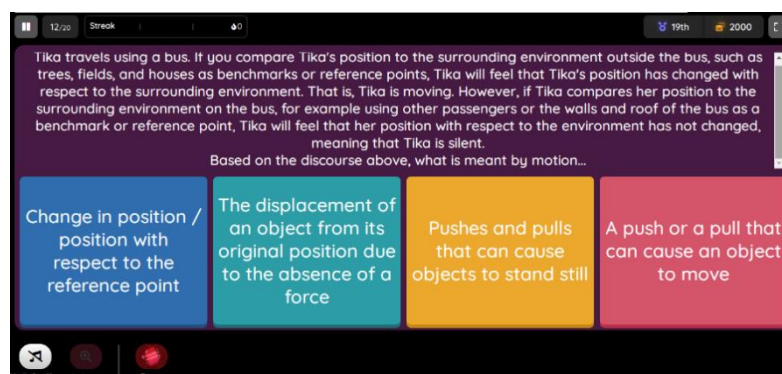 12/20 Streak 0 19th 2000
Tika travels using a bus. If you compare Tika's position to the surrounding environment outside the bus, such as
trees, fields, and houses as benchmarks or reference points, Tika will feel that Tika's position has changed with
respect to the surrounding environment. That is, Tika is moving. However, if Tika compares her position to the
surrounding environment on the bus, for example using other passengers or the walls and roof of the bus as a
benchmark or reference point, Tika will feel that her position with respect to the environment has not changed,
meaning that Tika is silent.
Based on the discourse above, what is meant by motion...
Change in position /
position with
respect to the
reference point
The displacement of
an object from its
original position due
to the absence of a
force
Pushes and pulls
that can cause
objects to stand still
A push or a pull that
can cause an object
to move